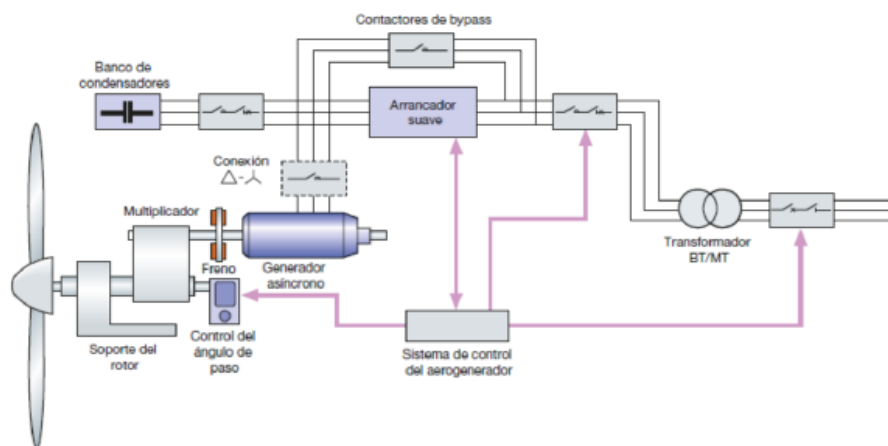 Contactores de bypass
Banco de
condensadores
Arrancador
suave
Conexión
Multiplicador
Freno
Generador
asíncrono
Transformador
BT/MT
Soporte del
rotor
Control del
ángulo de
paso
Sistema de control
del aerogenerador